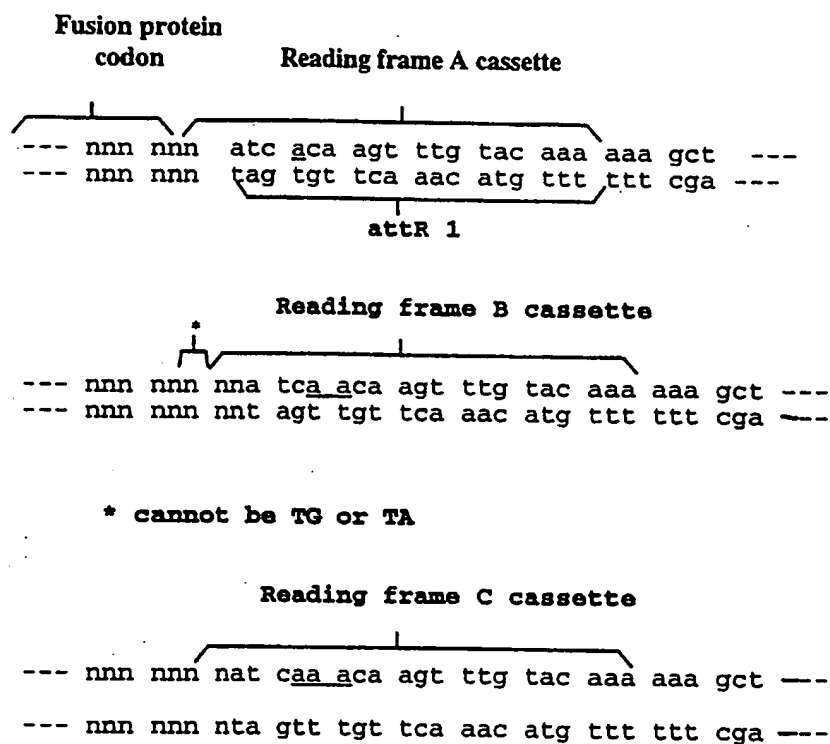 Fusion protein
codon
Reading frame A cassette
--- nnn nnn atc aca agt ttg tac aaa aaa gct ---
--- nnn nnn tag tgt tca aac atg ttt ttt cga ---
attR 1
Reading frame B cassette
*
--- nnn nnn nna tca aca agt ttg tac aaa aaa gct ---
--- nnn nnn nnt agt tgt tca aac atg ttt ttt cga ---
* cannot be TG or TA
Reading frame C cassette
--- nnn nnn nat caa aca agt ttg tac aaa aaa gct ---
--- nnn nnn nta gtt tgt tca aac atg ttt ttt cga ---